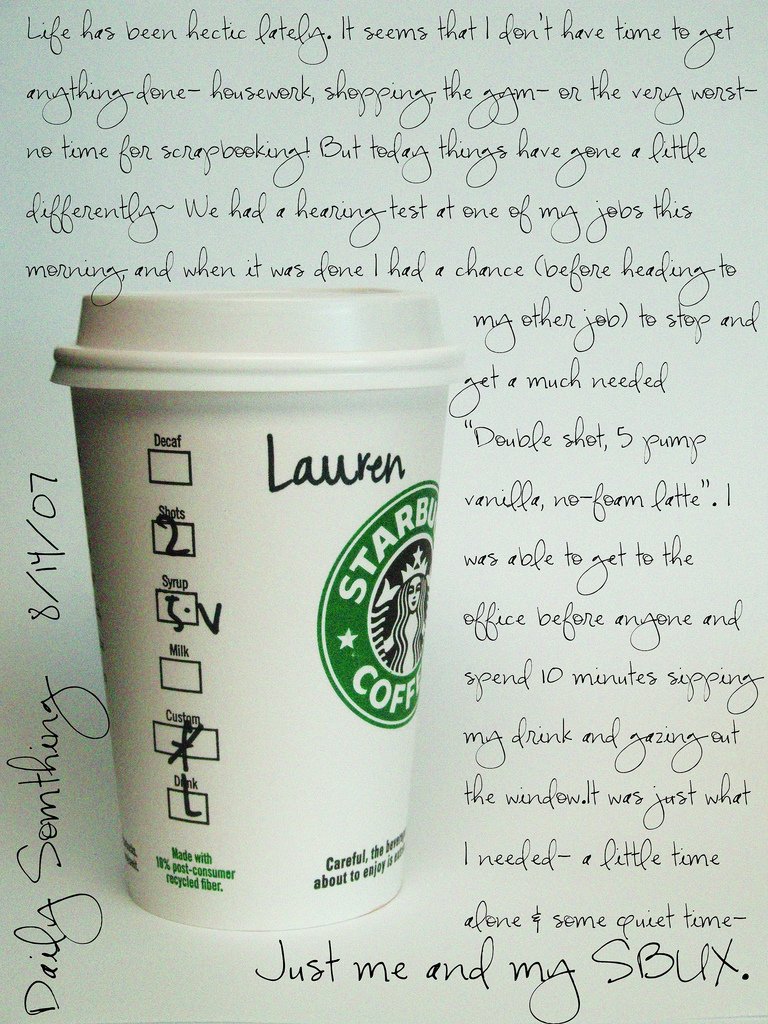 Life has been hectic lately. It seems that I don't have time to get
anything done- housework, shopping, the gym- or the very worst-
no time for scrapbooking! But today things have gone a little
differently~ We had a hearing test at one of my jobs this
morning, and when it was done I had a chance (before heading to
my other job) to stop and
get a much needed
"Double shot, 5 pump
vanilla, no-foam latte". I
was able to get to the
office before anyone and
spend 10 minutes sipping
my drink and gazing out
the window.It was just what
I needed- a little time
alone & some quiet time-
Just me and my SBUX.
Daily Somthing 8/14/07
Lauren
Decaf
Shots
2
Syrup
5·V
Milk
Custom
Drink
L
STARBU
COFF
Made with
10% post-consumer
recycled fiber.
Careful, the
about to enjoy is